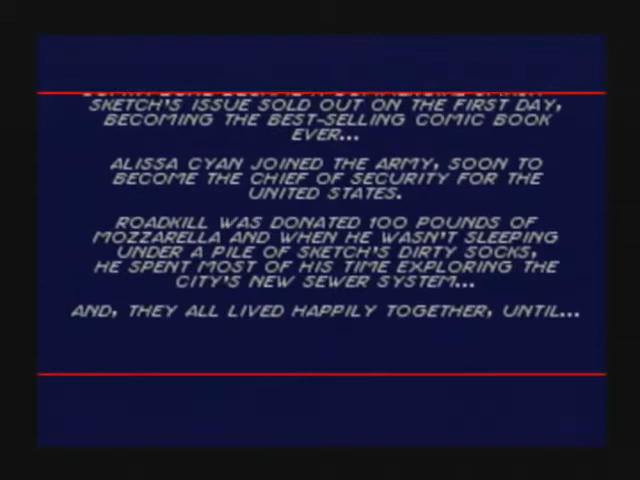 SKETCH'S ISSUE SOLD OUT ON THE FIRST DAY,
BECOMING THE BEST-SELLING COMIC BOOK
EVER...
ALISSA CYAN JOINED THE ARMY, SOON TO
BECOME THE CHIEF OF SECURITY FOR THE
UNITED STATES.
ROADKILL WAS DONATED 100 POUNDS OF
MOZZARELLA AND WHEN HE WASN'T SLEEPING
UNDER A PILE OF SKETCH'S DIRTY SOCKS,
HE SPENT MOST OF HIS TIME EXPLORING THE
CITY'S NEW SEWER SYSTEM...
AND, THEY ALL LIVED HAPPILY TOGETHER, UNTIL...